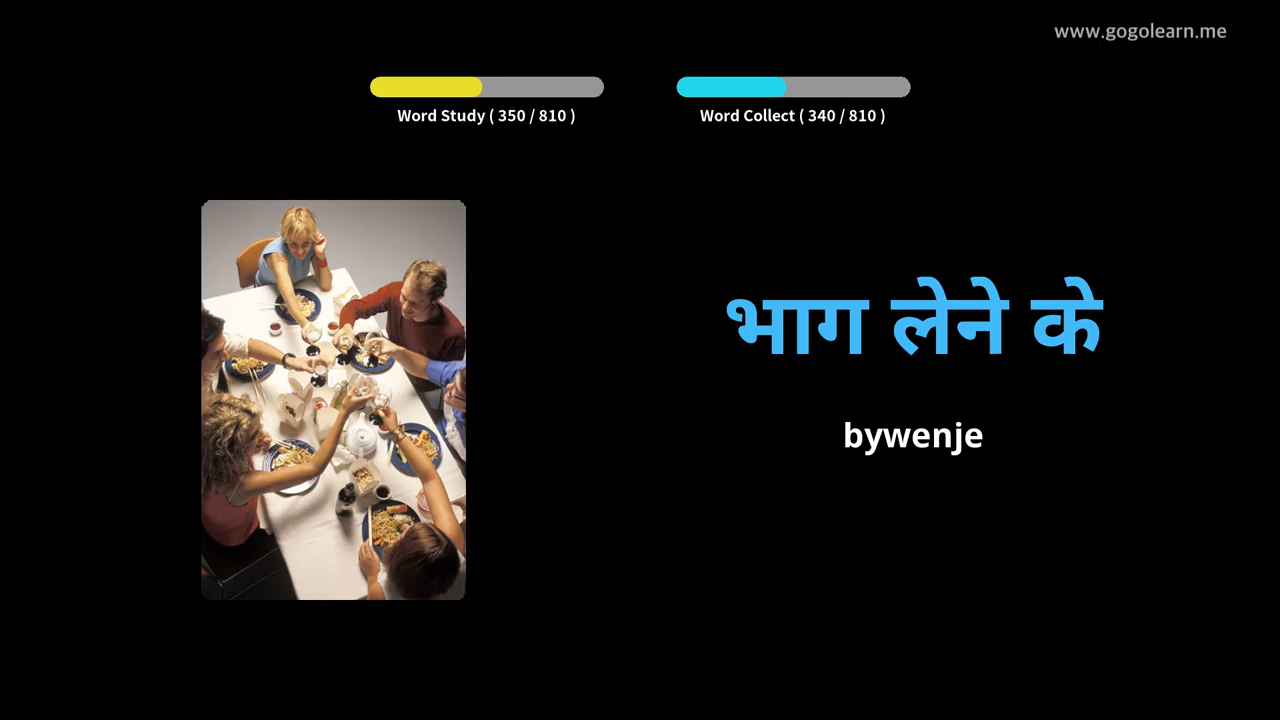 www.gogolearn.me
Word Study ( 350 / 810 )
Word Collect ( 340 / 810 )
भाग लेने के
bywenje